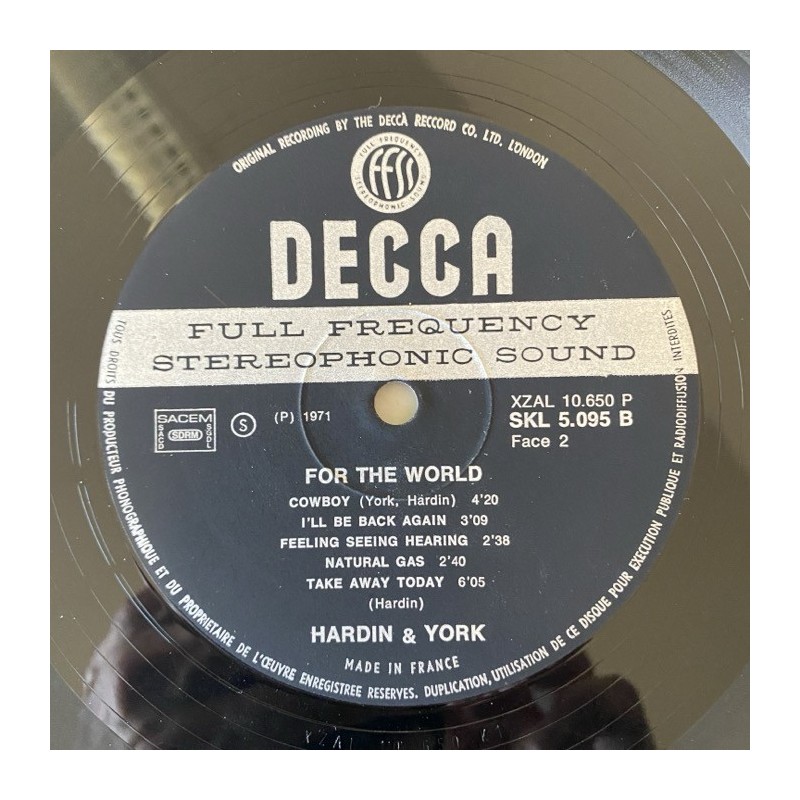 ORIGINAL RECORDING BY THE DECCA RECCORD CO. LTD. LONDON
FULL FREQUENCY
ffss
STEREOPHONIC SOUND
DECCA
FULL FREQUENCY
STEREOPHONIC SOUND
SACEM
SACD SDRM SGDL
S
(P) 1971
XZAL 10.650 P
SKL 5.095 B
Face 2
FOR THE WORLD
COWBOY (York, Hardin) 4'20
I'LL BE BACK AGAIN 3'09
FEELING SEEING HEARING 2'38
NATURAL GAS 2'40
TAKE AWAY TODAY 6'05
(Hardin)
HARDIN & YORK
MADE IN FRANCE
TOUS DROITS DU PRODUCTEUR PHONOGRAPHIQUE ET DU PROPRIETAIRE DE L'ŒUVRE ENREGISTREE RESERVES. DUPLICATION, UTILISATION DE CE DISQUE POUR EXECUTION PUBLIQUE ET RADIODIFFUSION INTERDITES.